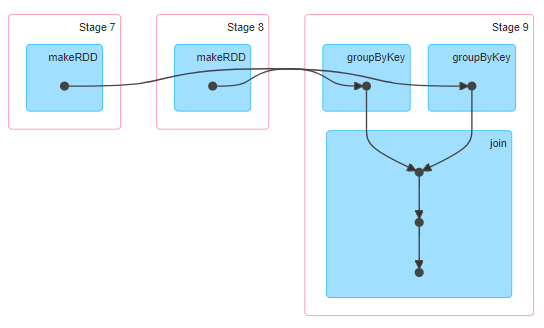 Stage 7
Stage 8
Stage 9
makeRDD
makeRDD
groupByKey
groupByKey
join